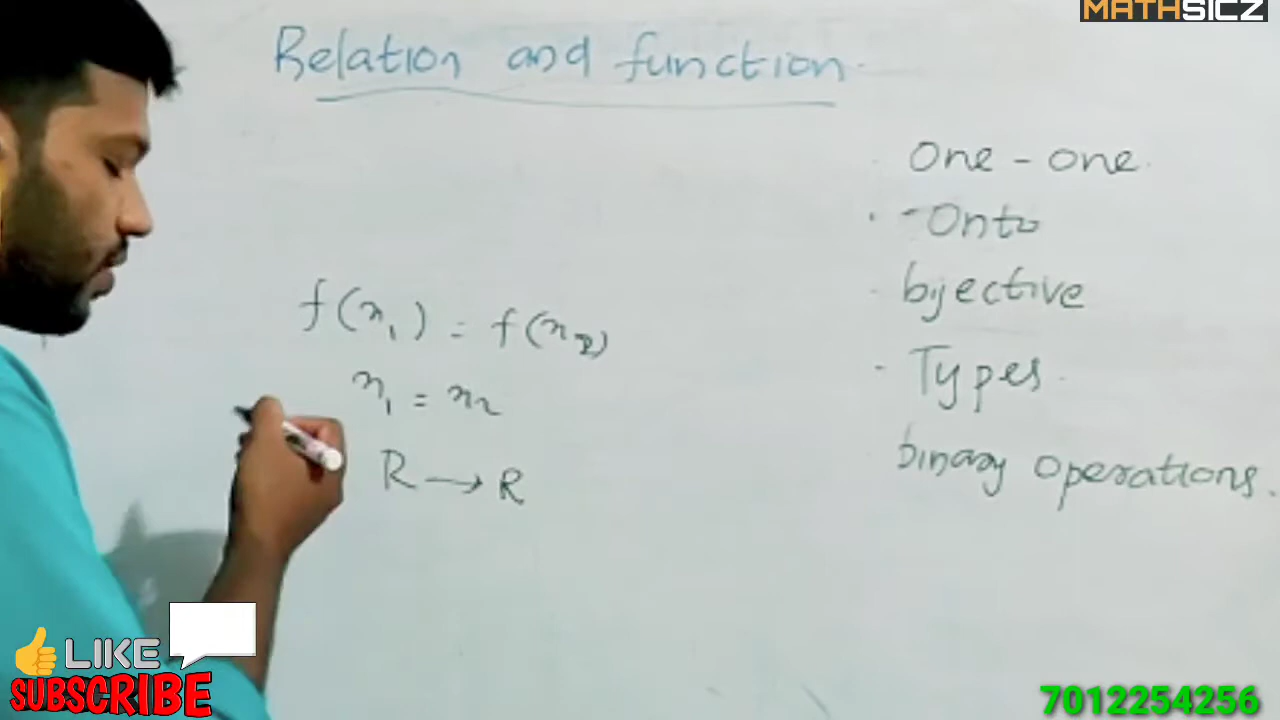 MATHSICZ
Relation and function
One - one
Onto
bijective
Types
binary operations.
f(x₁) = f(x₂)
x₁ = x₂
R → R
LIKE
SUBSCRIBE
7012254256